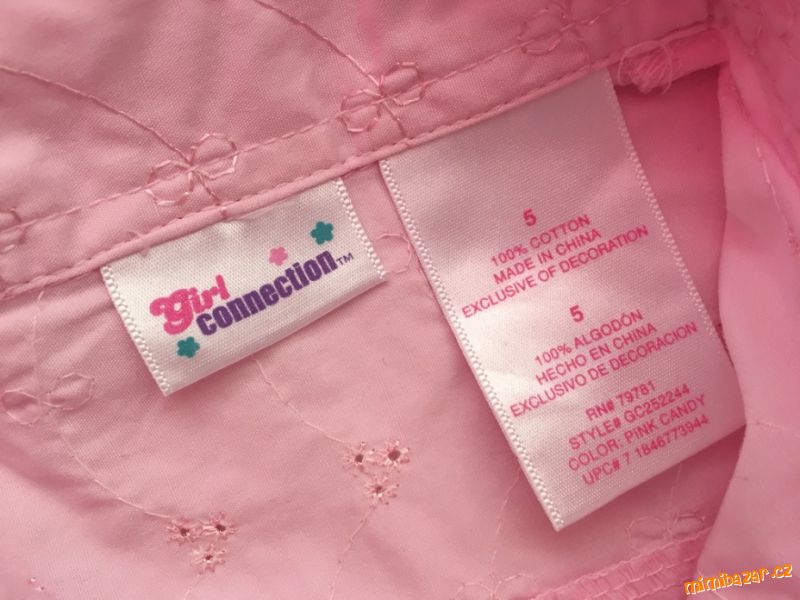 Girl
connection™
5
100% COTTON
MADE IN CHINA
EXCLUSIVE OF DECORATION
5
100% ALGODÓN
HECHO EN CHINA
EXCLUSIVO DE DECORACION
RN# 79781
STYLE# GC252244
COLOR: PINK CANDY
UPC# 7 1846773944
mimibazar.cz